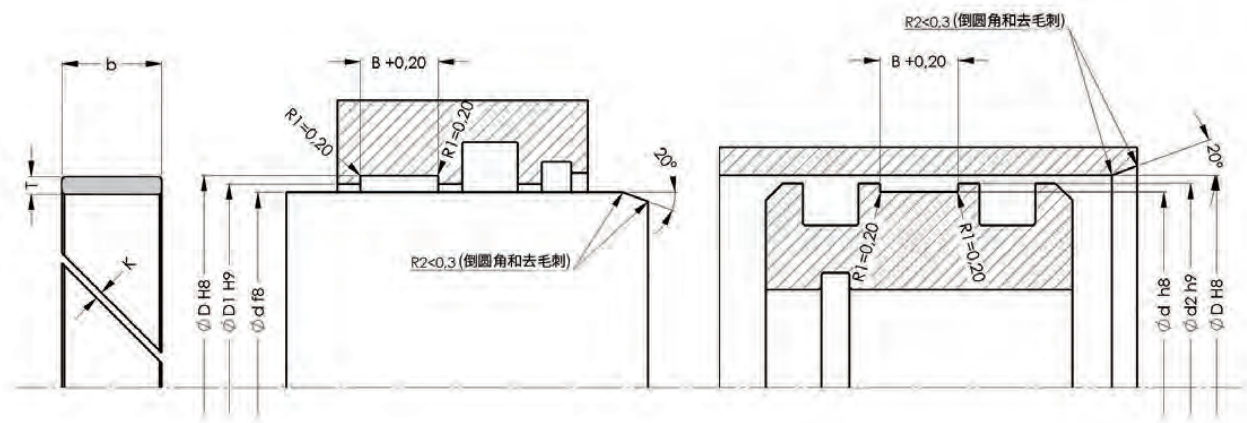 b
T
K
B +0,20
R1=0,20
R1=0,20
20°
R2<0,3 (倒圆角和去毛刺)
Ø D H8
Ø D1 H9
Ø d f8
R2<0,3 (倒圆角和去毛刺)
B +0,20
R1=0,20
R1=0,20
20°
Ø d h8
Ø d2 h9
Ø D H8